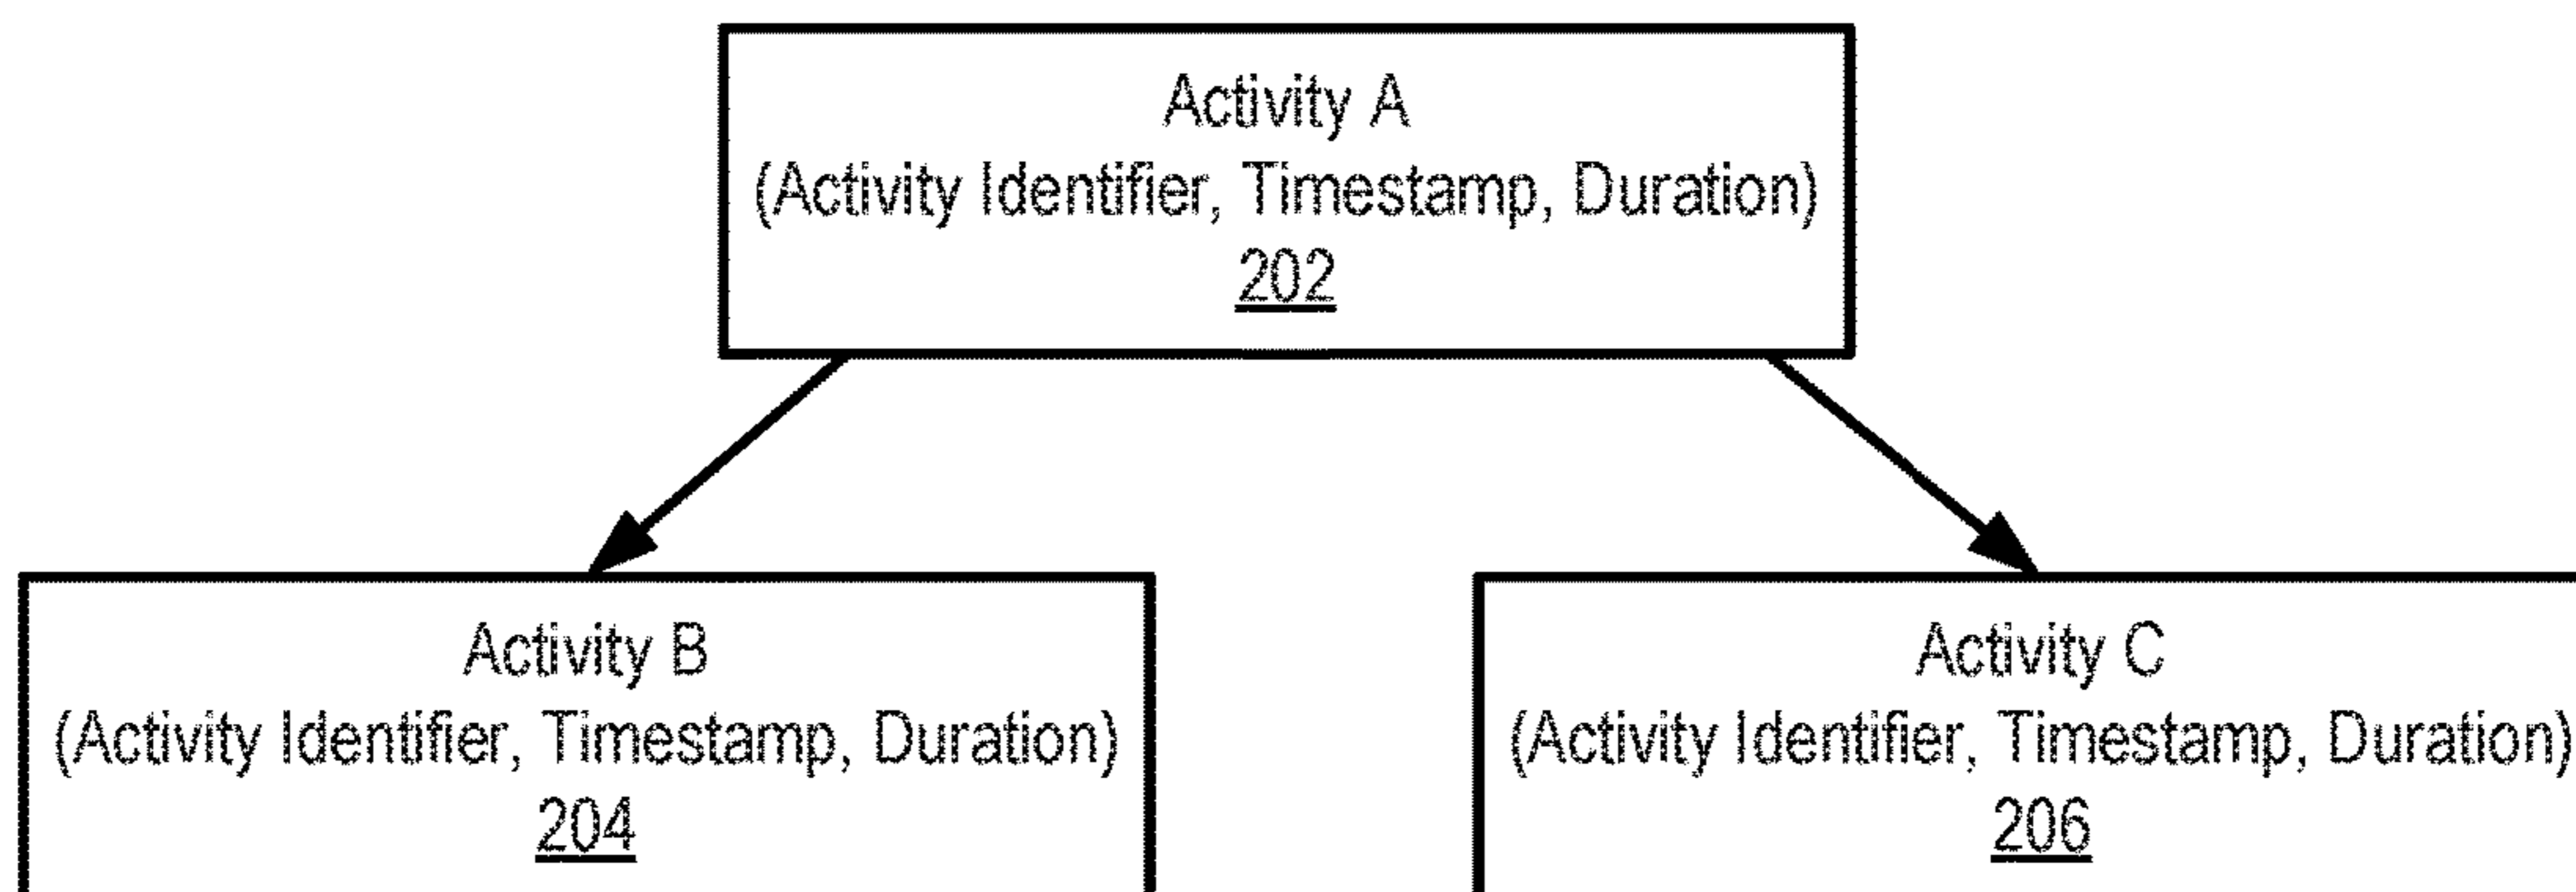 Activity A
(Activity Identifier, Timestamp, Duration)
202
Activity B
(Activity Identifier, Timestamp, Duration)
204
Activity C
(Activity Identifier, Timestamp, Duration)
206